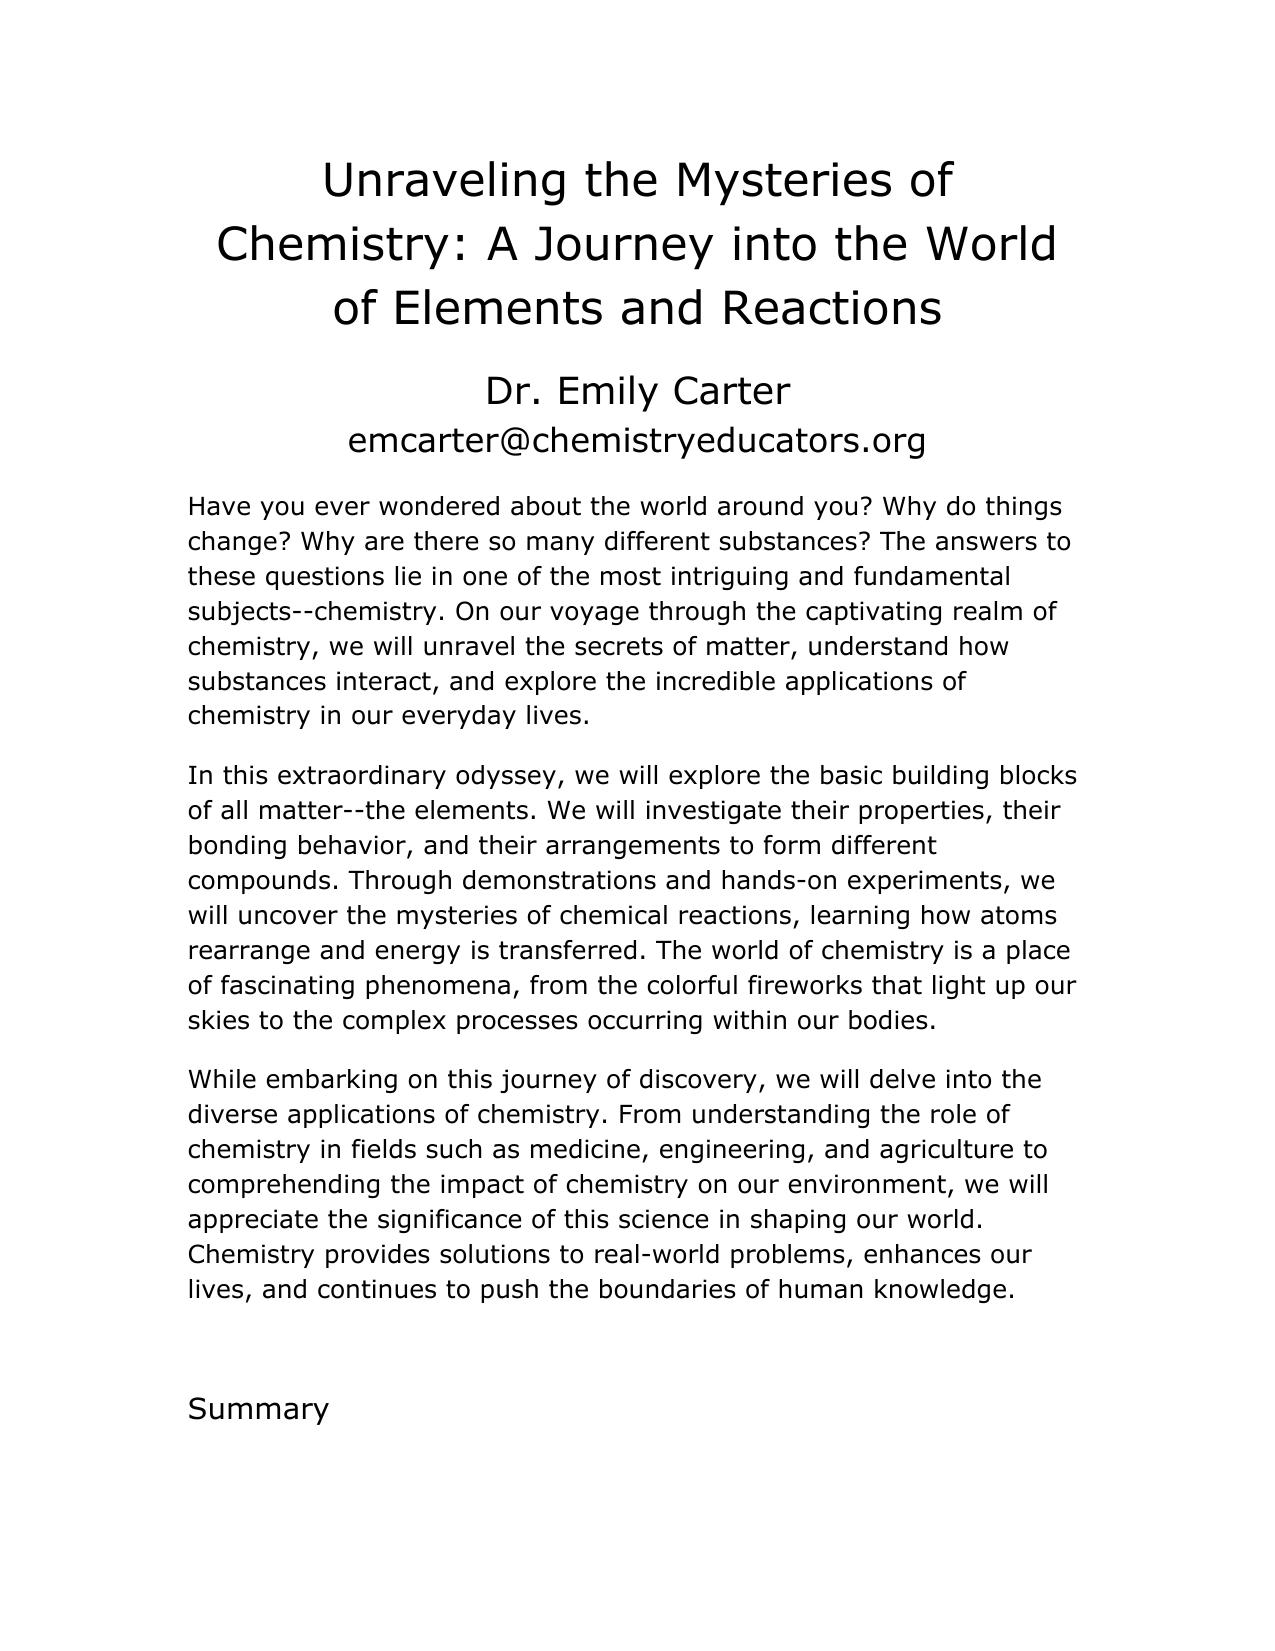 Unraveling the Mysteries of
Chemistry: A Journey into the World
of Elements and Reactions
Dr. Emily Carter
emcarter@chemistryeducators.org
Have you ever wondered about the world around you? Why do things
change? Why are there so many different substances? The answers to
these questions lie in one of the most intriguing and fundamental
subjects--chemistry. On our voyage through the captivating realm of
chemistry, we will unravel the secrets of matter, understand how
substances interact, and explore the incredible applications of
chemistry in our everyday lives.
In this extraordinary odyssey, we will explore the basic building blocks
of all matter--the elements. We will investigate their properties, their
bonding behavior, and their arrangements to form different
compounds. Through demonstrations and hands-on experiments, we
will uncover the mysteries of chemical reactions, learning how atoms
rearrange and energy is transferred. The world of chemistry is a place
of fascinating phenomena, from the colorful fireworks that light up our
skies to the complex processes occurring within our bodies.
While embarking on this journey of discovery, we will delve into the
diverse applications of chemistry. From understanding the role of
chemistry in fields such as medicine, engineering, and agriculture to
comprehending the impact of chemistry on our environment, we will
appreciate the significance of this science in shaping our world.
Chemistry provides solutions to real-world problems, enhances our
lives, and continues to push the boundaries of human knowledge.
Summary